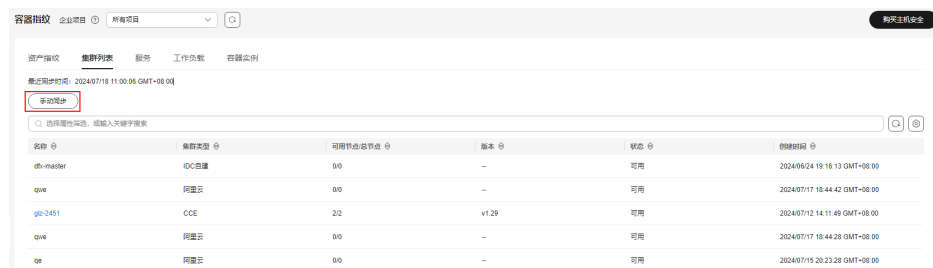 容器指纹 企业项目 ? 所有项目 购买主机安全
资产指纹 集群列表 服务 工作负载 容器实例
最近同步时间: 2024/07/18 11:00:06 GMT+08:00
手动同步
选择属性筛选，或输入关键字搜索
名称 集群类型 可用节点/总节点 版本 状态 创建时间
dfx-master IDC自建 0/0 -- 可用 2024/06/24 19:16:13 GMT+08:00
qwe 阿里云 0/0 -- 可用 2024/07/17 18:44:42 GMT+08:00
glz-2451 CCE 2/2 v1.29 可用 2024/07/12 14:11:49 GMT+08:00
qwe 阿里云 0/0 -- 可用 2024/07/17 18:44:28 GMT+08:00
qe 阿里云 0/0 -- 可用 2024/07/15 20:23:28 GMT+08:00